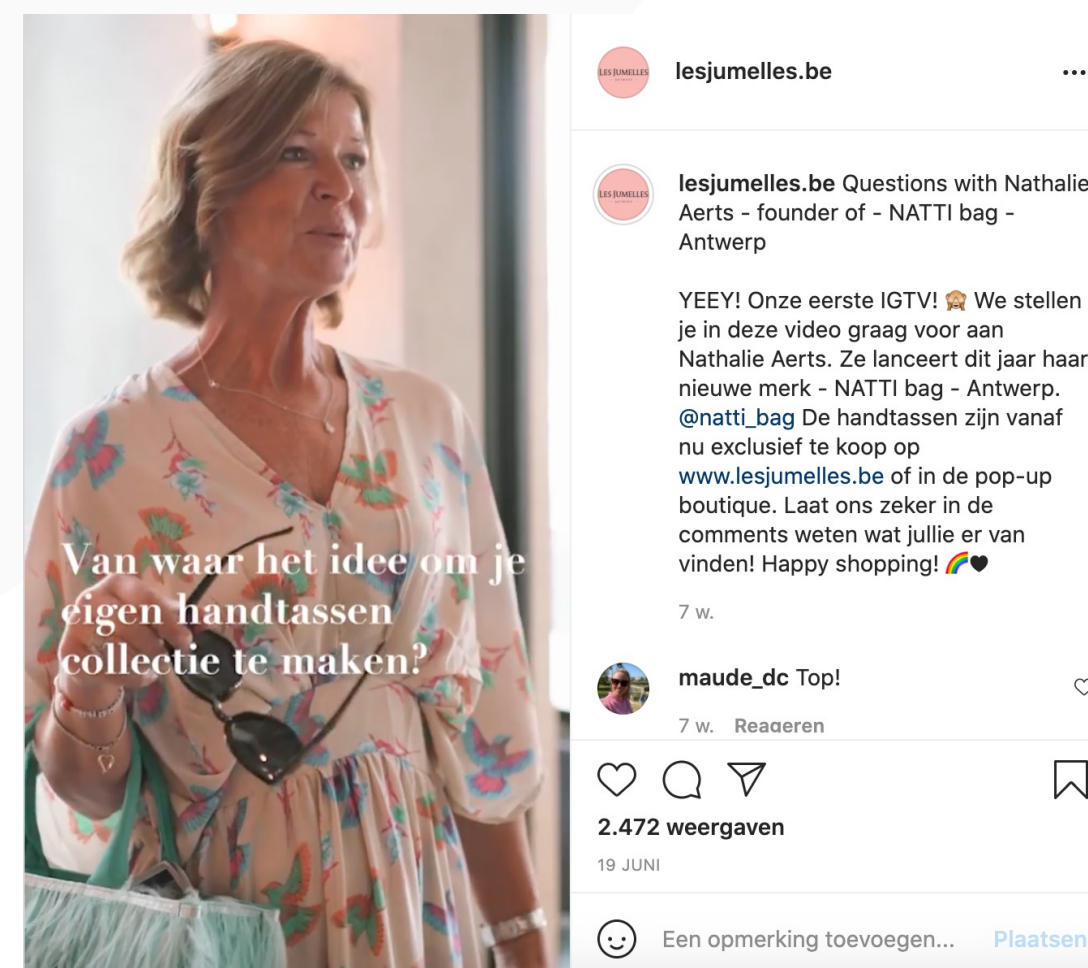 Van waar het idee om je
eigen handtassen
collectie te maken?
LES JUMELLES
lesjumelles.be
LES JUMELLES
lesjumelles.be Questions with Nathalie
Aerts - founder of - NATTI bag -
Antwerp
YEEY! Onze eerste IGTV! 🙈 We stellen
je in deze video graag voor aan
Nathalie Aerts. Ze lanceert dit jaar haar
nieuwe merk - NATTI bag - Antwerp.
@natti_bag De handtassen zijn vanaf
nu exclusief te koop op
www.lesjumelles.be of in de pop-up
boutique. Laat ons zeker in de
comments weten wat jullie er van
vinden! Happy shopping! 🌈🖤
7 w.
maude_dc Top!
7 w. Reageren
2.472 weergaven
19 JUNI
Een opmerking toevoegen... Plaatsen